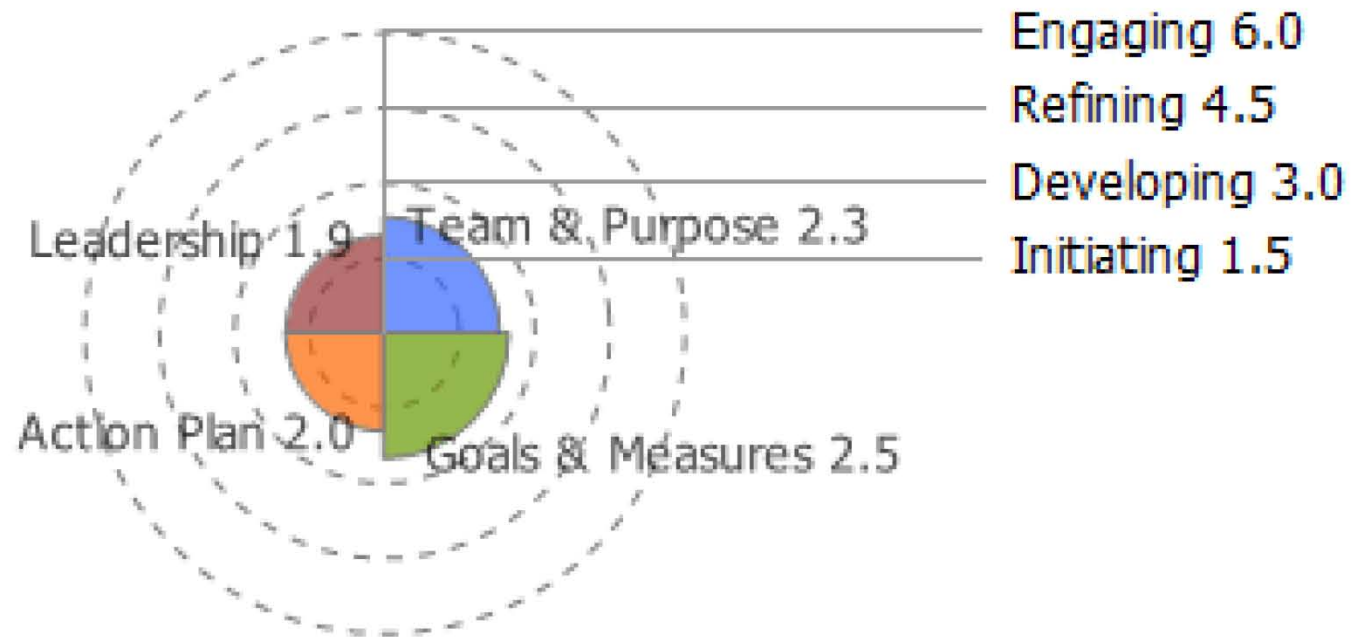 Engaging 6.0
Refining 4.5
Developing 3.0
Team & Purpose 2.3
Leadership 1.9
Initiating 1.5
Action Plan 2.0
Goals & Measures 2.5